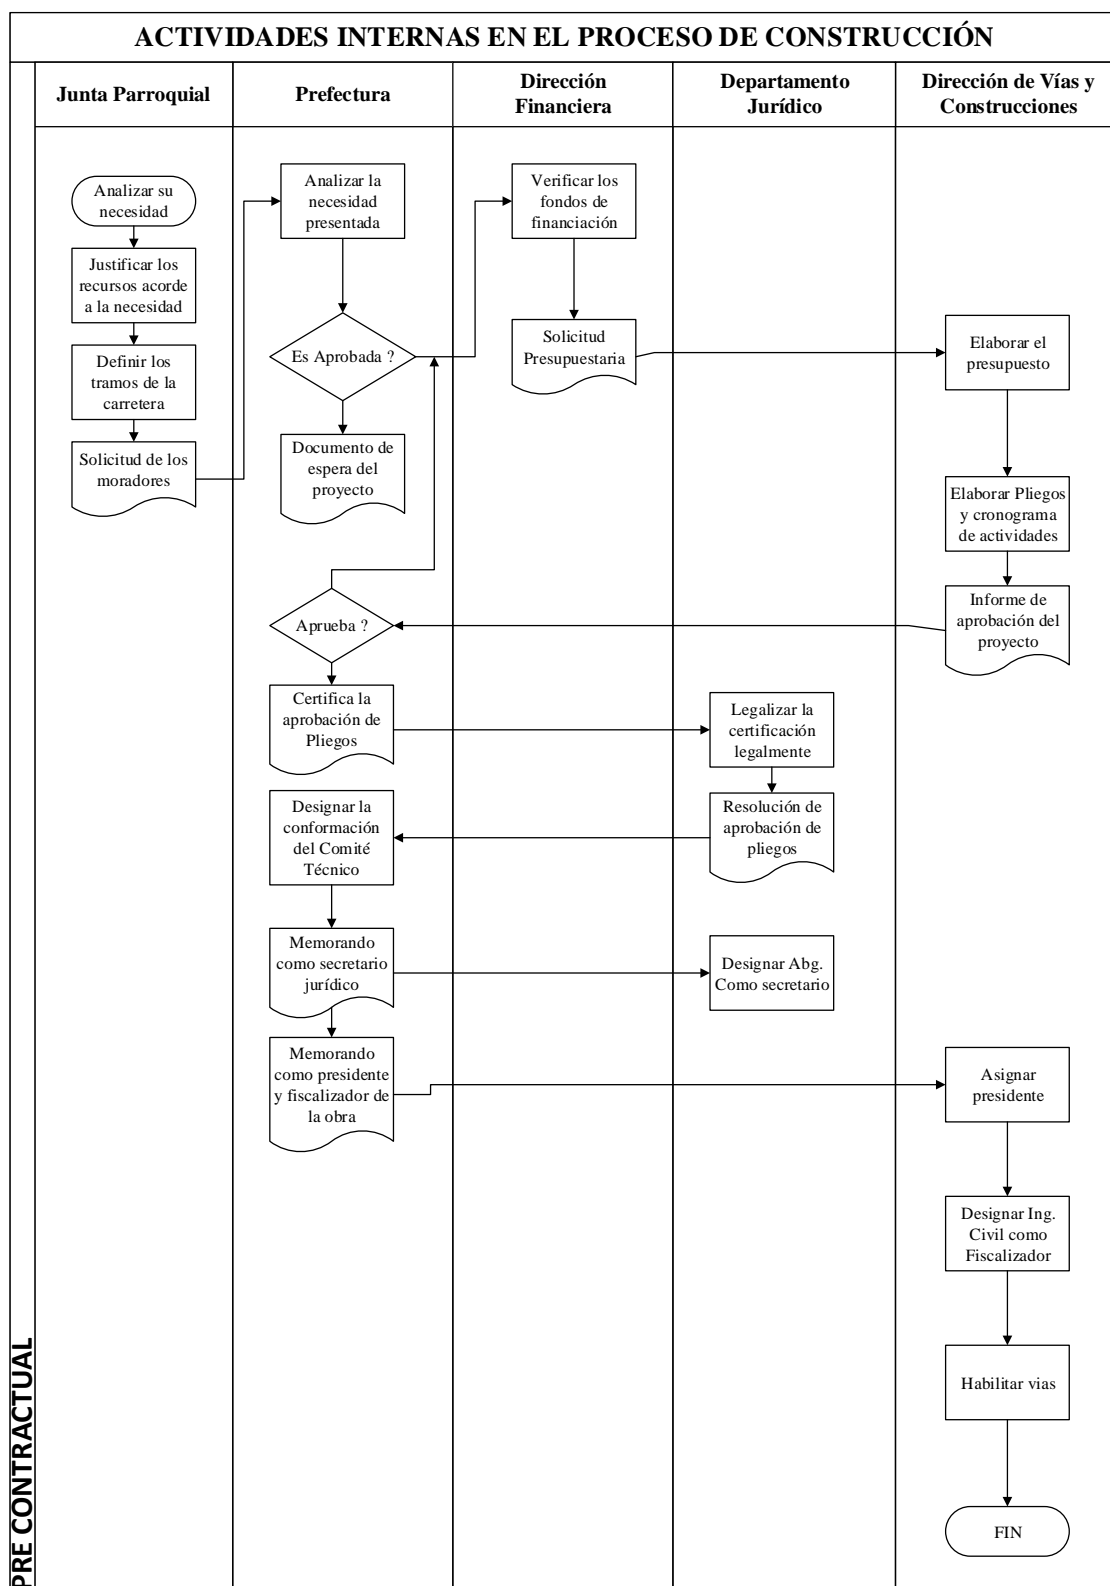 ACTIVIDADES INTERNAS EN EL PROCESO DE CONSTRUCCIÓN
Junta Parroquial
Prefectura
Dirección
Financiera
Departamento
Jurídico
Dirección de Vías y
Construcciones
PRE CONTRACTUAL
Analizar su
necesidad
Justificar los
recursos acorde
a la necesidad
Definir los
tramos de la
carretera
Solicitud de los
moradores
Analizar la
necesidad
presentada
Es Aprobada ?
Documento de
espera del
proyecto
Verificar los
fondos de
financiación
Solicitud
Presupuestaria
Elaborar el
presupuesto
Elaborar Pliegos
y cronograma
de actividades
Informe de
aprobación del
proyecto
Aprueba ?
Certifica la
aprobación de
Pliegos
Legalizar la
certificación
legalmente
Resolución de
aprobación de
pliegos
Designar la
conformación
del Comité
Técnico
Memorando
como secretario
jurídico
Designar Abg.
Como secretario
Memorando
como presidente
y fiscalizador de
la obra
Asignar
presidente
Designar Ing.
Civil como
Fiscalizador
Habilitar vias
FIN